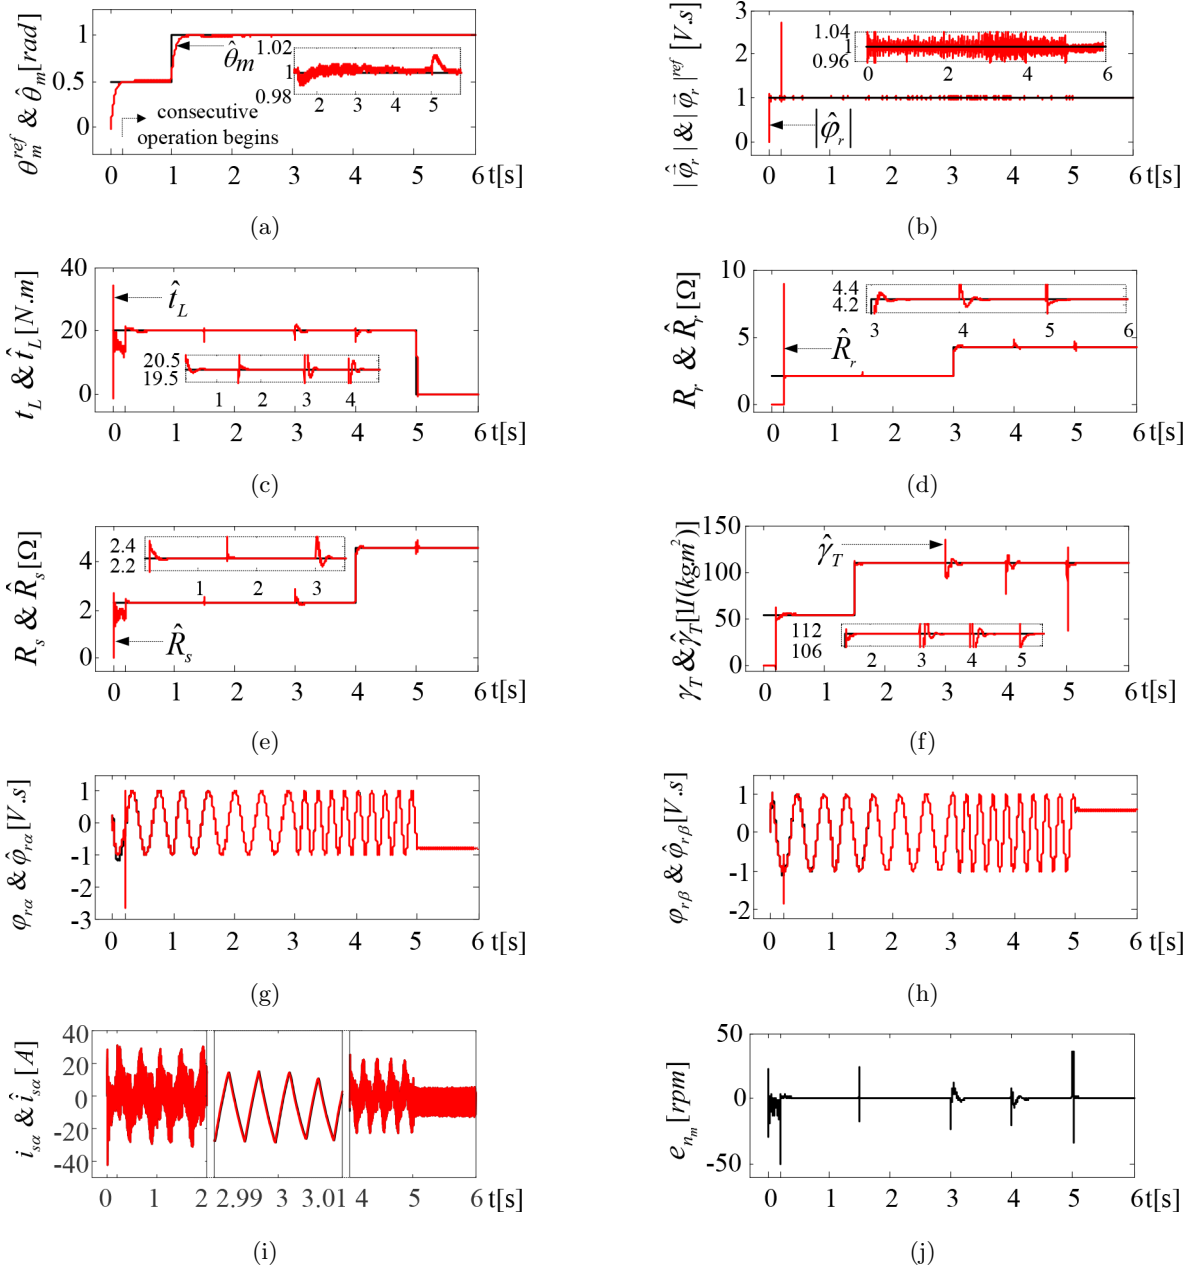 θ_m^ref & θ̂_m[rad]
1
0.5
0
θ̂_m
1.02
1
0.98
2 3 4 5
consecutive
operation begins
0 1 2 3 4 5 6 t[s]
(a)
|φ⃗̂_r| & |φ⃗_r|^ref [V.s]
3
2
1
0
1.04
1
0.96
0 2 4 6
|φ̂_r|
0 1 2 3 4 5 6 t[s]
(b)
t_L & t̂_L[N.m]
40
20
0
t̂_L
20.5
19.5
1 2 3 4
0 1 2 3 4 5 6 t[s]
(c)
R_r & R̂_r[Ω]
10
5
0
4.4
4.2
3 4 5 6
R̂_r
0 1 2 3 4 5 6 t[s]
(d)
R_s & R̂_s[Ω]
4
2
0
2.4
2.2
1 2 3
R̂_s
0 1 2 3 4 5 6 t[s]
(e)
γ_T & γ̂_T[1/(kgm²)]
150
100
50
0
γ̂_T
112
106
2 3 4 5
0 1 2 3 4 5 6 t[s]
(f)
φ_rα & φ̂_rα[V.s]
1
0
-1
-2
-3
0 1 2 3 4 5 6 t[s]
(g)
φ_rβ & φ̂_rβ[V.s]
1
0
-1
-2
0 1 2 3 4 5 6 t[s]
(h)
i_sα & î_sα[A]
40
20
0
-20
-40
0 1 2 2.99 3 3.01 4 5 6 t[s]
(i)
e_n_m [rpm]
50
0
-50
0 1 2 3 4 5 6 t[s]
(j)